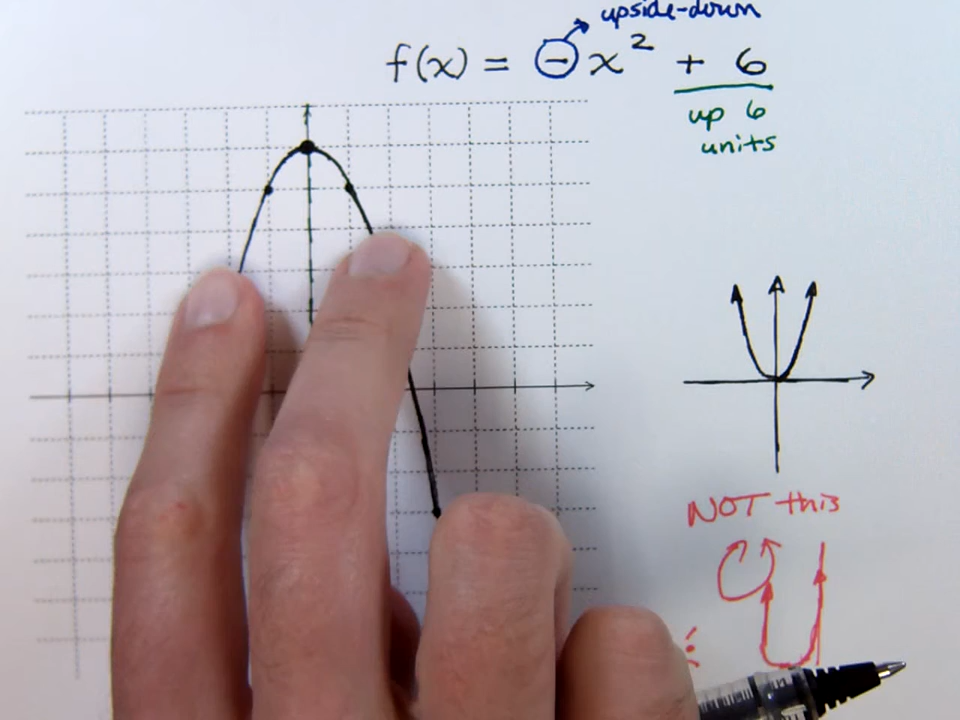 upside-down
f(x) = -x² + 6
up 6
units
NOT this